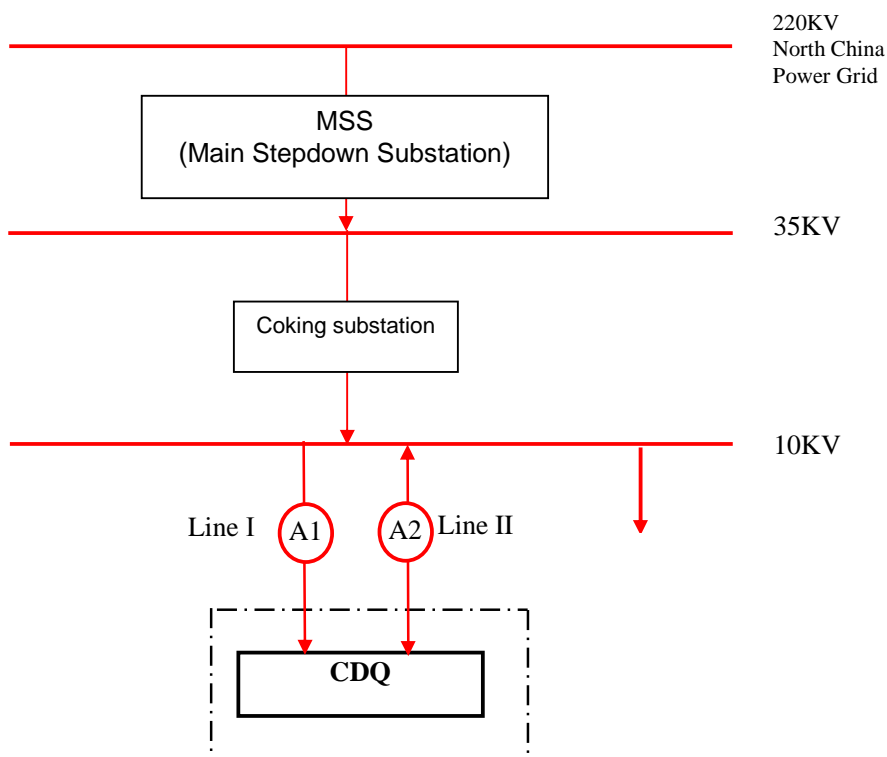 220KV
North China
Power Grid
MSS
(Main Stepdown Substation)
35KV
Coking substation
10KV
Line I
A1
A2
Line II
CDQ